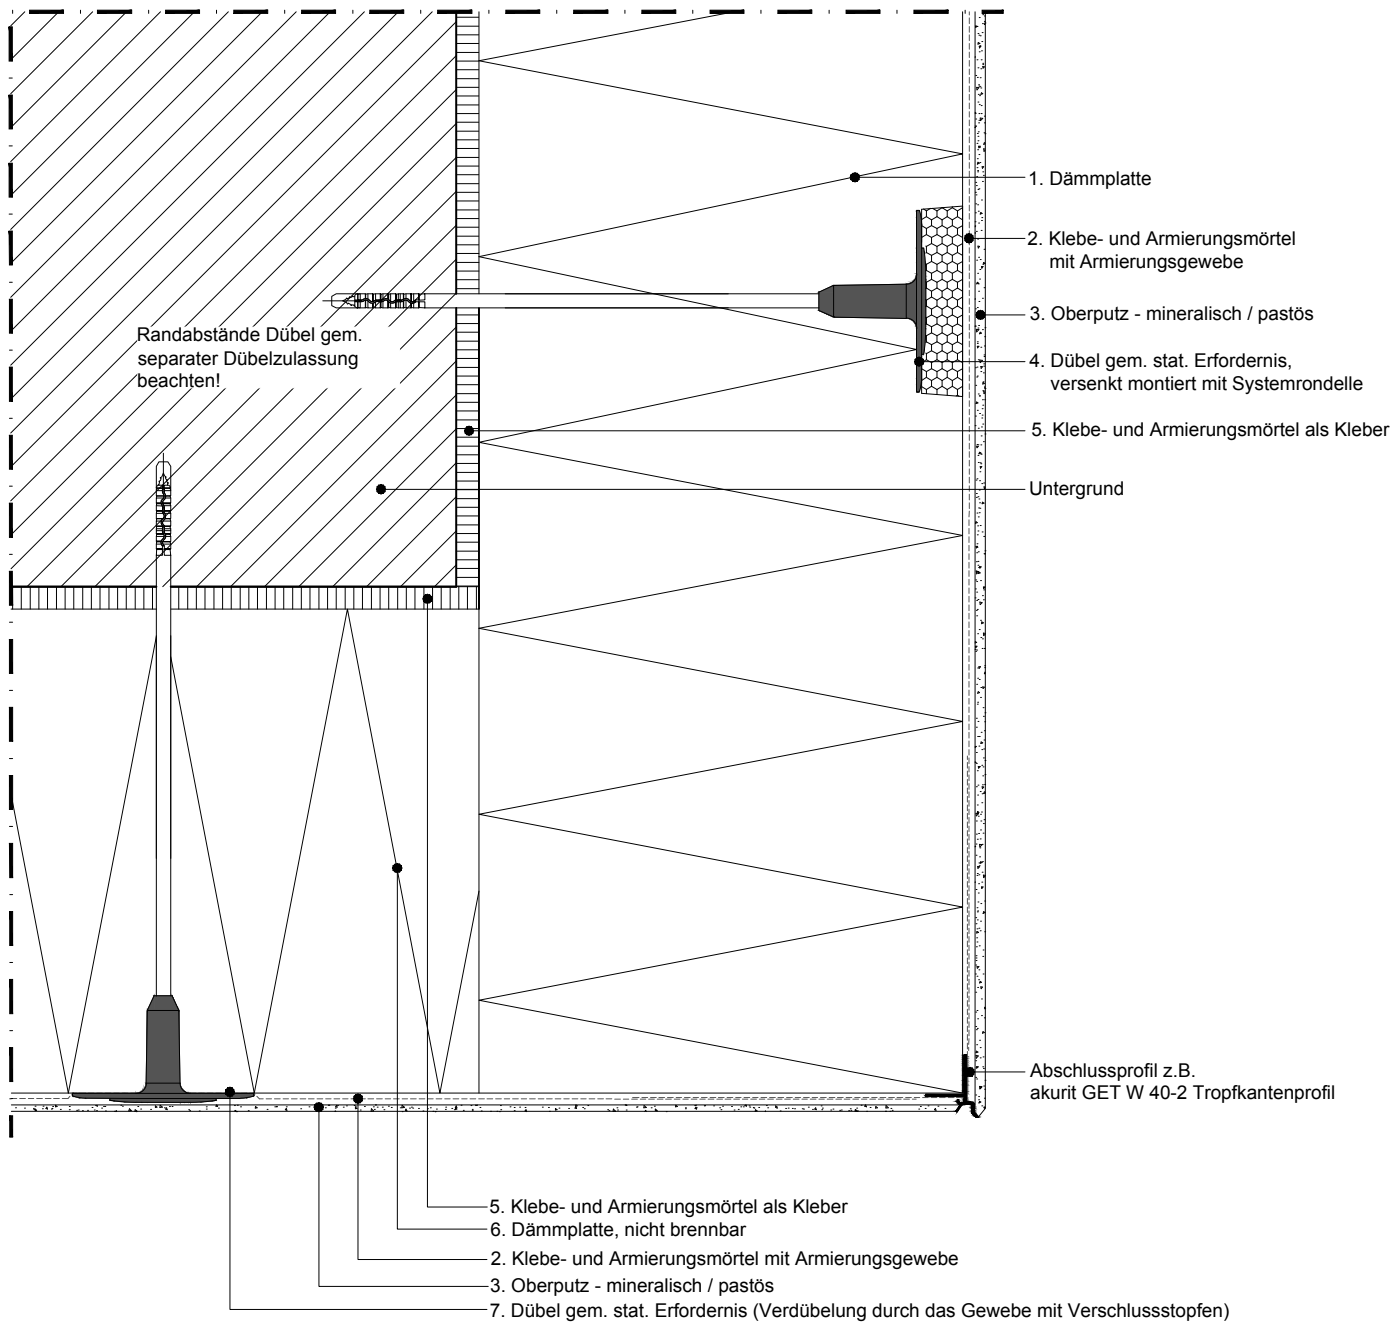 1. Dämmplatte
2. Klebe- und Armierungsmörtel
mit Armierungsgewebe
3. Oberputz - mineralisch / pastös
Randabstände Dübel gem.
separater Dübelzulassung
beachten!
4. Dübel gem. stat. Erfordernis,
versenkt montiert mit Systemrondelle
5. Klebe- und Armierungsmörtel als Kleber
Untergrund
Abschlussprofil z.B.
akurit GET W 40-2 Tropfkantenprofil
5. Klebe- und Armierungsmörtel als Kleber
6. Dämmplatte, nicht brennbar
2. Klebe- und Armierungsmörtel mit Armierungsgewebe
3. Oberputz - mineralisch / pastös
7. Dübel gem. stat. Erfordernis (Verdübelung durch das Gewebe mit Verschlussstopfen)